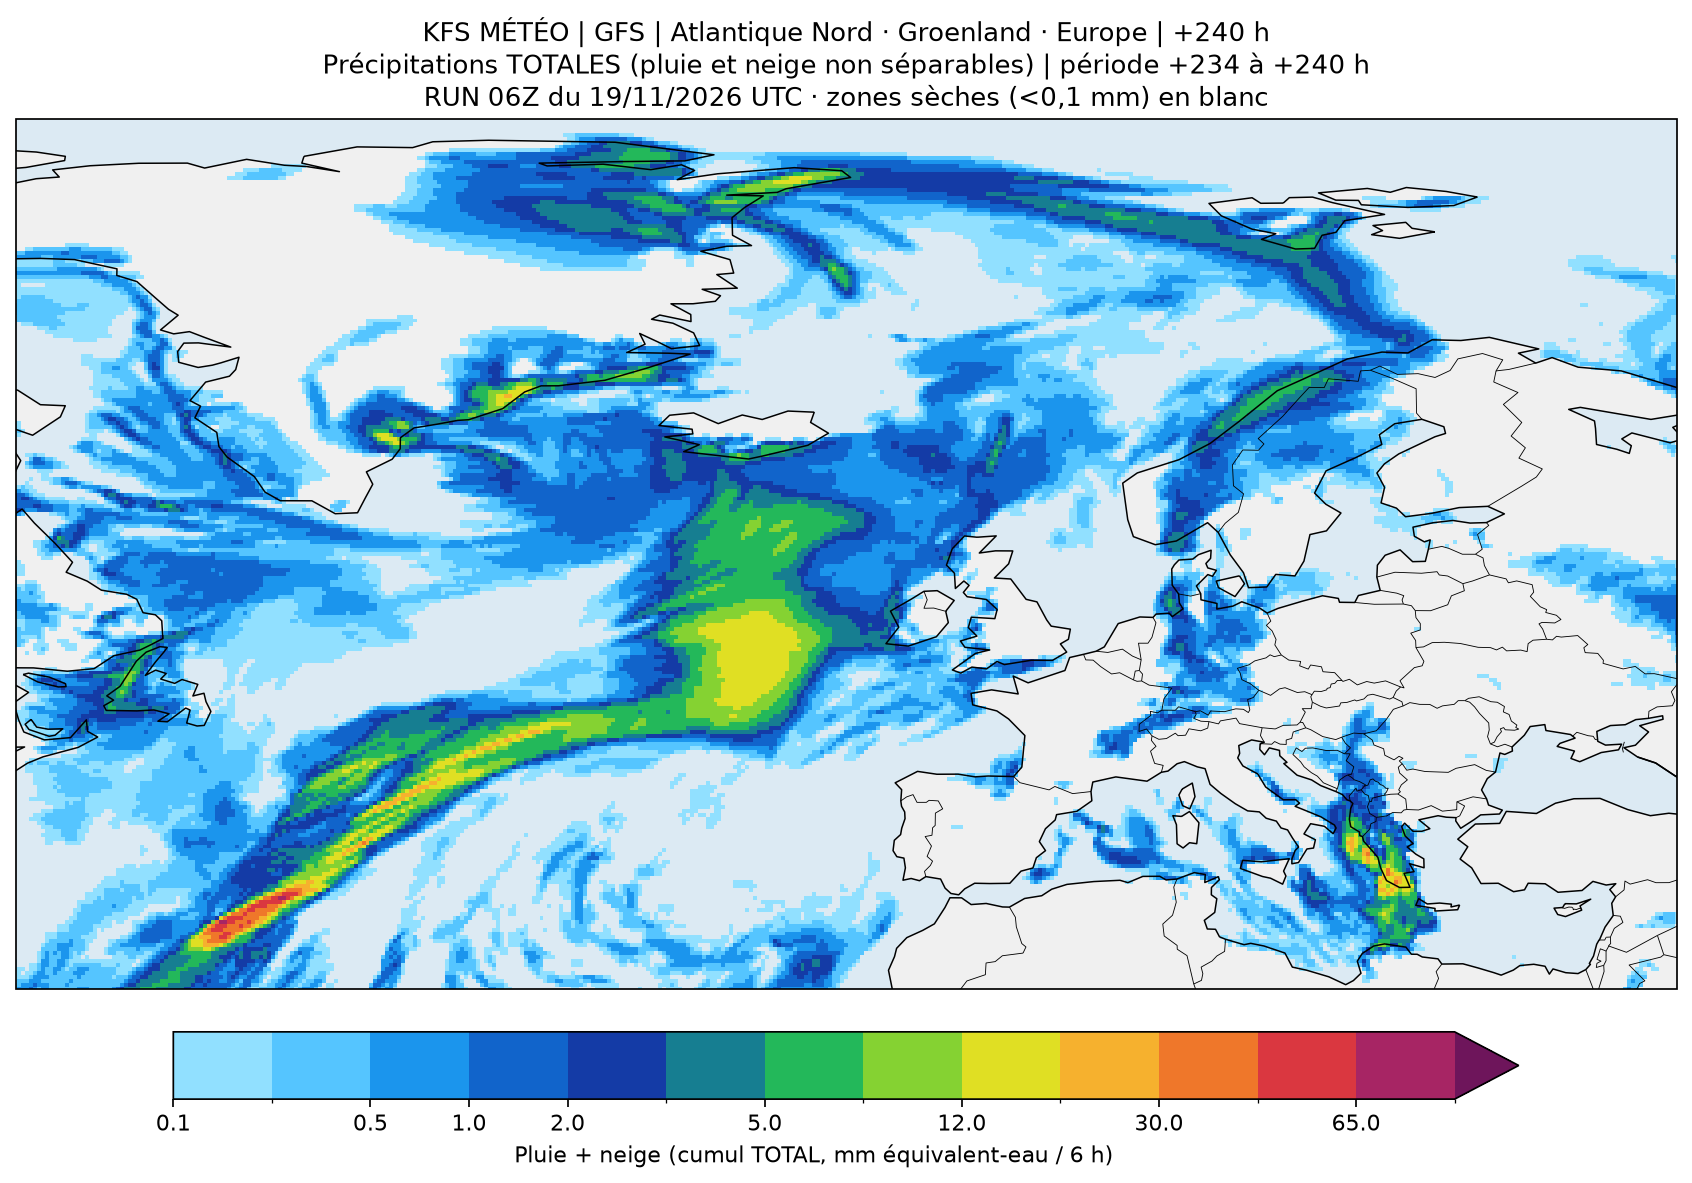 KFS MÉTÉO | GFS | Atlantique Nord · Groenland · Europe | +240 h
Précipitations TOTALES (pluie et neige non séparables) | période +234 à +240 h
RUN 06Z du 19/11/2026 UTC · zones sèches (<0,1 mm) en blanc
0.1 0.5 1.0 2.0 5.0 12.0 30.0 65.0
Pluie + neige (cumul TOTAL, mm équivalent-eau / 6 h)